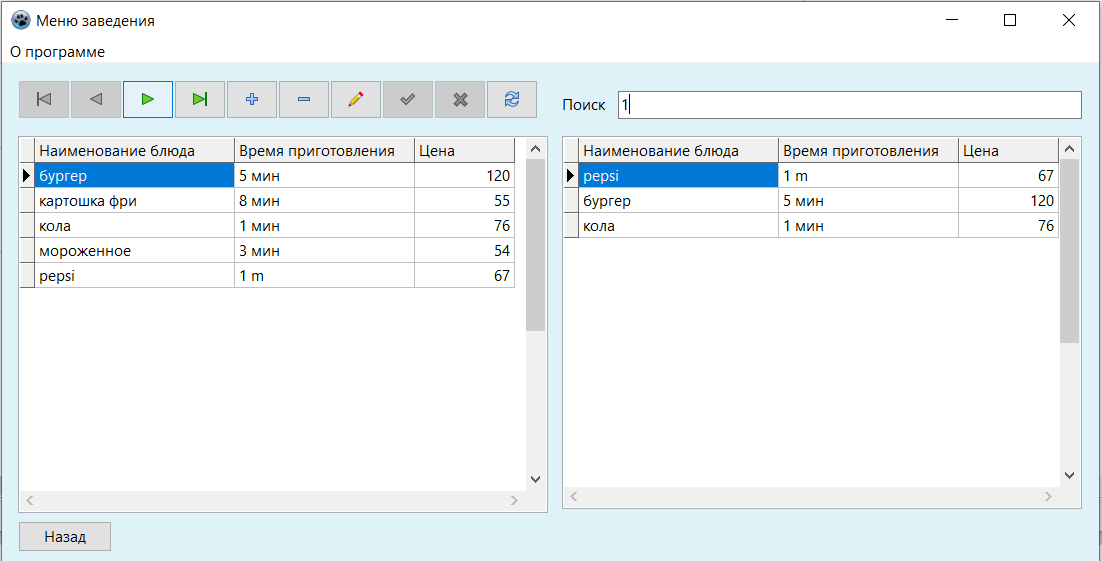 Меню заведения
О программе
Поиск 1
Наименование блюда Время приготовления Цена
бургер 5 мин 120
картошка фри 8 мин 55
кола 1 мин 76
мороженное 3 мин 54
pepsi 1 m 67
Наименование блюда Время приготовления Цена
pepsi 1 m 67
бургер 5 мин 120
кола 1 мин 76
Назад